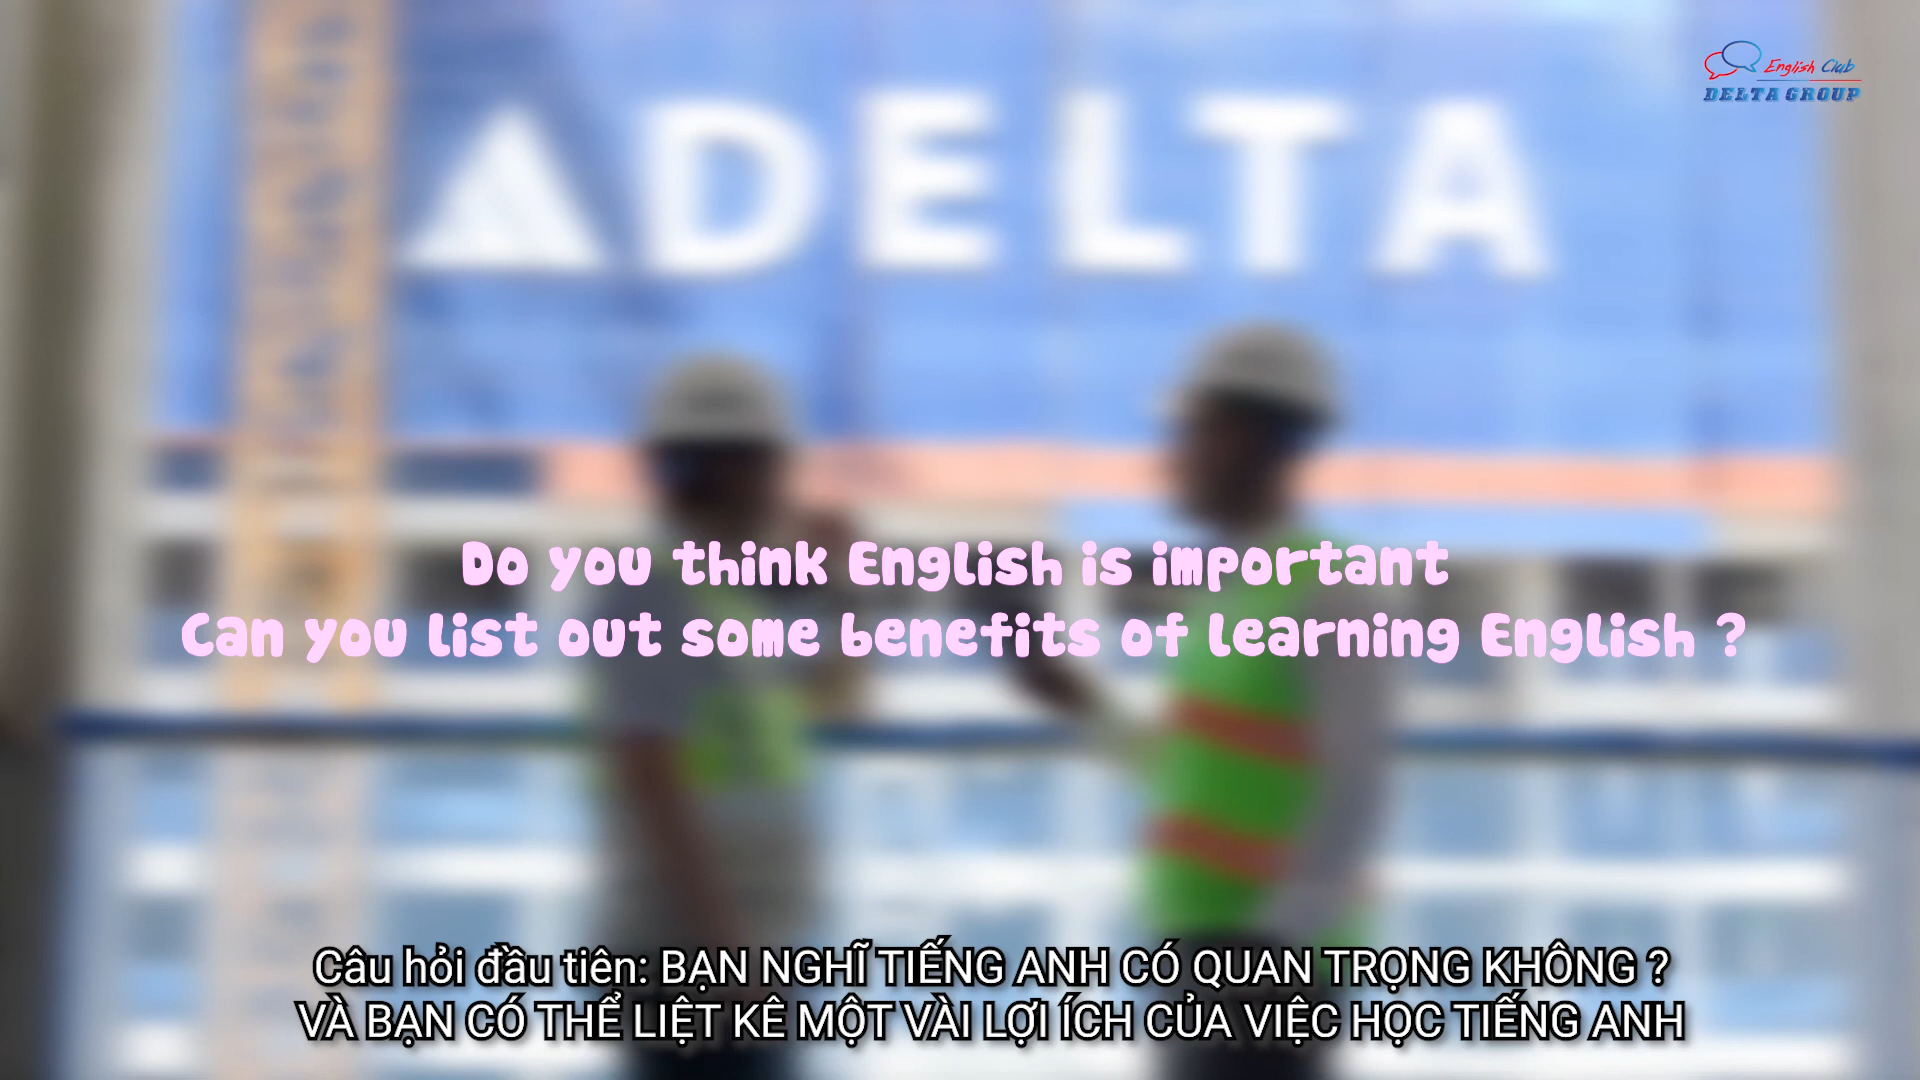 English Club
DELTA GROUP
DELTA
Do you think English is important
Can you list out some benefits of learning English ?
Câu hỏi đầu tiên: BẠN NGHĨ TIẾNG ANH CÓ QUAN TRỌNG KHÔNG ?
VÀ BẠN CÓ THỂ LIỆT KÊ MỘT VÀI LỢI ÍCH CỦA VIỆC HỌC TIẾNG ANH